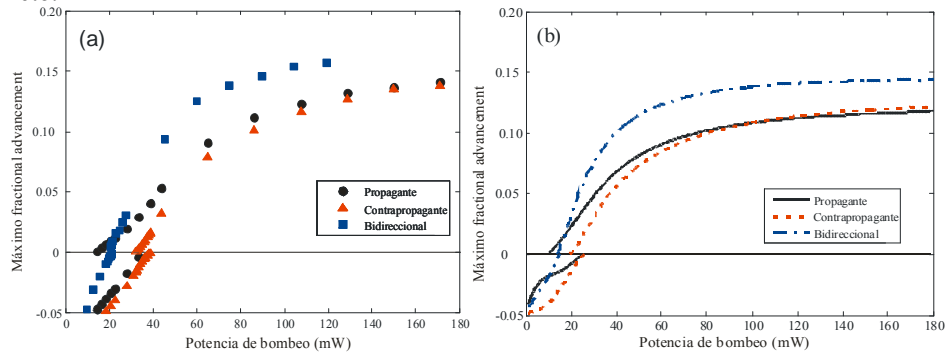 (a)
0.20
0.15
0.10
0.05
0
-0.05
Máximo fractional advancement
0 20 40 60 80 100 120 140 160 180
Potencia de bombeo (mW)
Propagante
Contrapropagante
Bidireccional
(b)
0.20
0.15
0.10
0.05
0
-0.05
Máximo fractional advancement
0 20 40 60 80 100 120 140 160 180
Potencia de bombeo (mW)
Propagante
Contrapropagante
Bidireccional